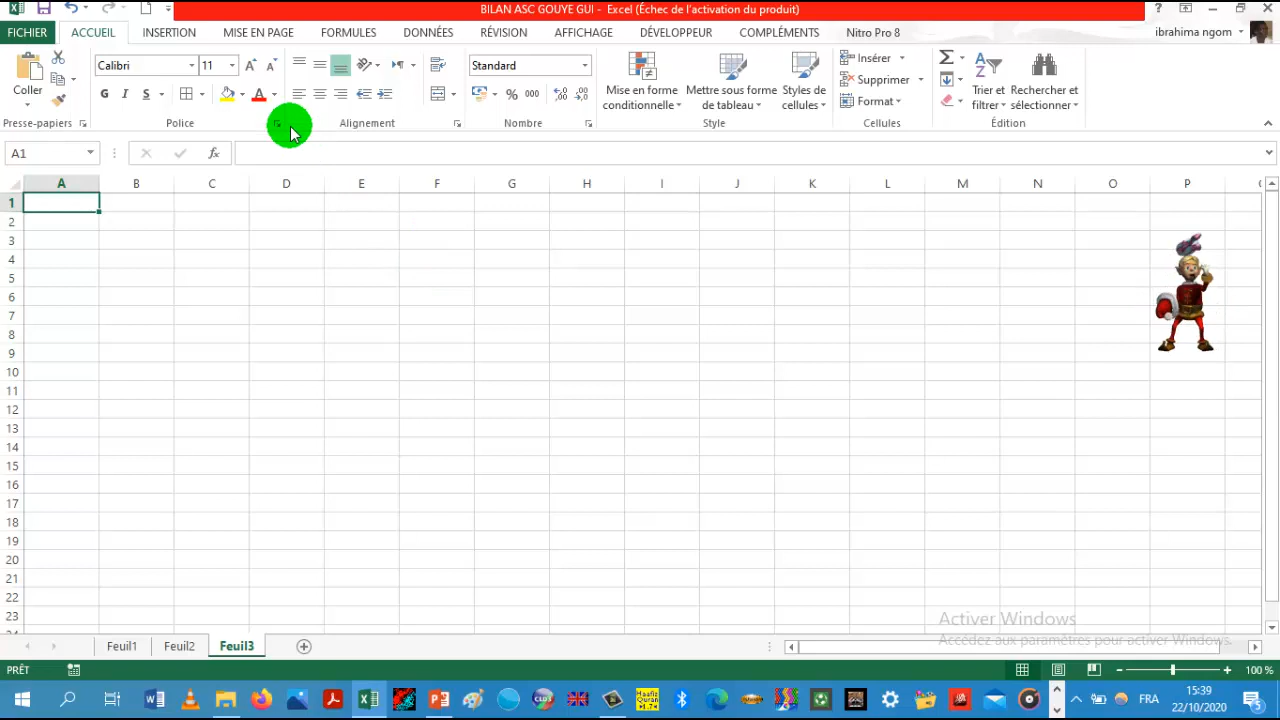 BILAN ASC GOUYE GUI - Excel (Échec de l'activation du produit)
FICHIER ACCUEIL INSERTION MISE EN PAGE FORMULES DONNÉES RÉVISION AFFICHAGE DÉVELOPPEUR COMPLÉMENTS Nitro Pro 8 ibrahima ngom
Coller
Presse-papiers
Calibri 11
G I S
Police
Alignement
Standard
% 000
Nombre
Mise en forme conditionnelle
Mettre sous forme de tableau
Styles de cellules
Style
Insérer
Supprimer
Format
Cellules
Trier et filtrer
Rechercher et sélectionner
Édition
A1 fx
A B C D E F G H I J K L M N O P
1
2
3
4
5
6
7
8
9
10
11
12
13
14
15
16
17
18
19
20
21
22
23
Activer Windows
Accédez aux paramètres pour activer Windows.
Feuil1 Feuil2 Feuil3
PRÊT 100 %
FRA 15:39
22/10/2020